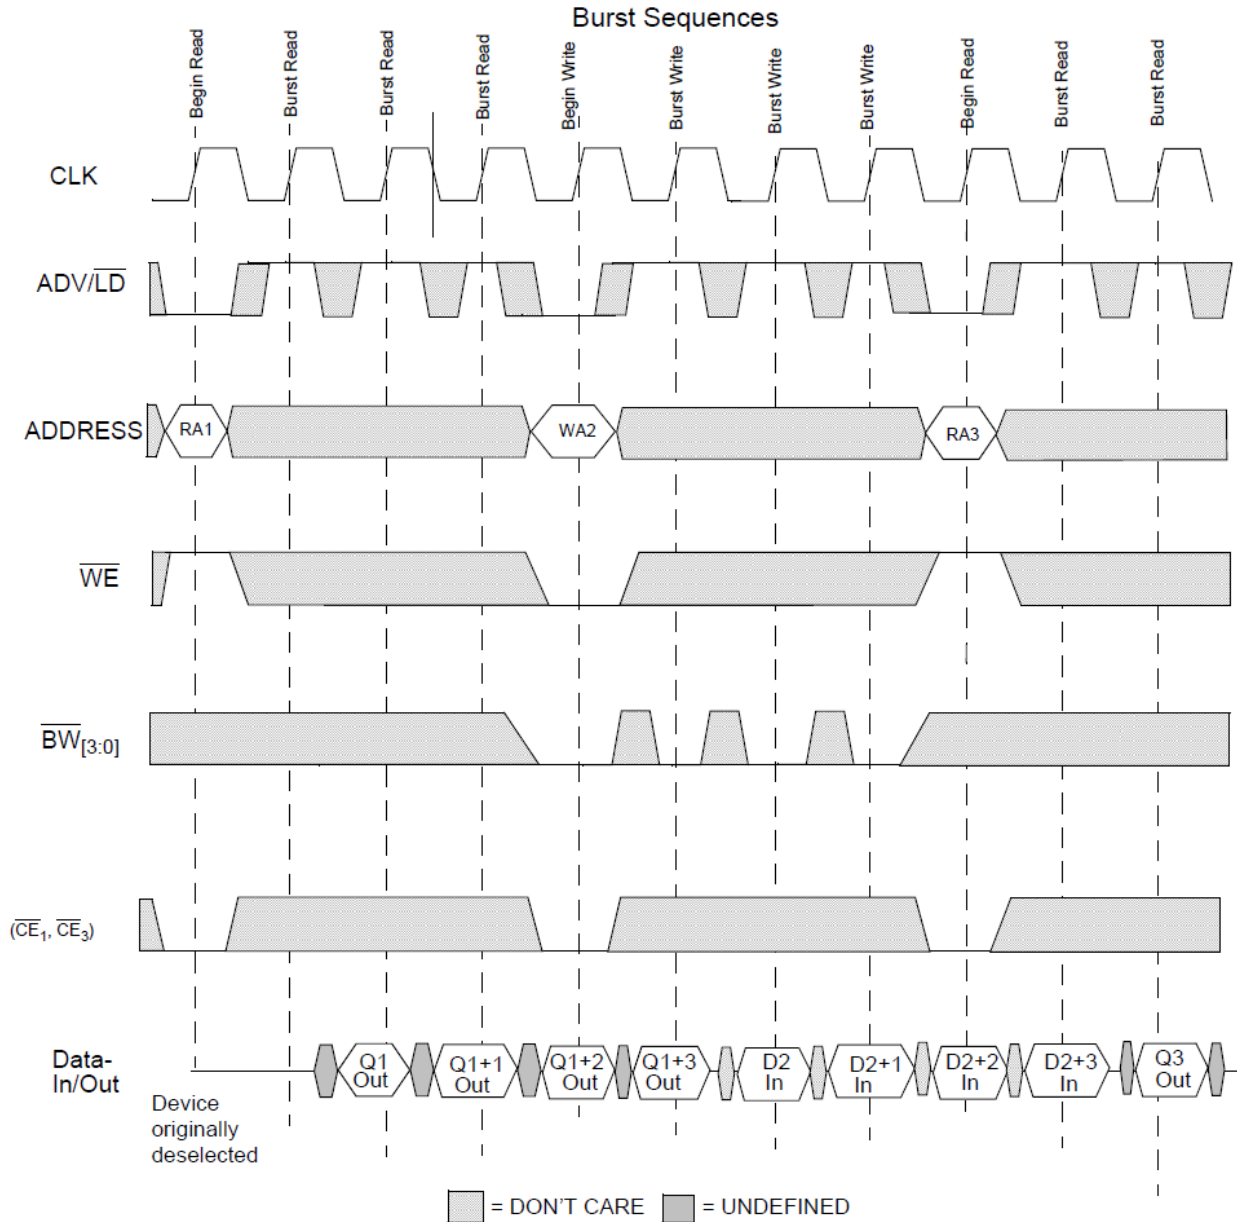 Burst Sequences
Begin Read
Burst Read
Burst Read
Burst Read
Begin Write
Burst Write
Burst Write
Burst Write
Begin Read
Burst Read
Burst Read
CLK
ADV/LD
ADDRESS
RA1
WA2
RA3
WE
BW[3:0]
(CE1, CE3)
Data-
In/Out
Q1
Out
Q1+1
Out
Q1+2
Out
Q1+3
Out
D2
In
D2+1
In
D2+2
In
D2+3
In
Q3
Out
Device
originally
deselected
= DON'T CARE
= UNDEFINED